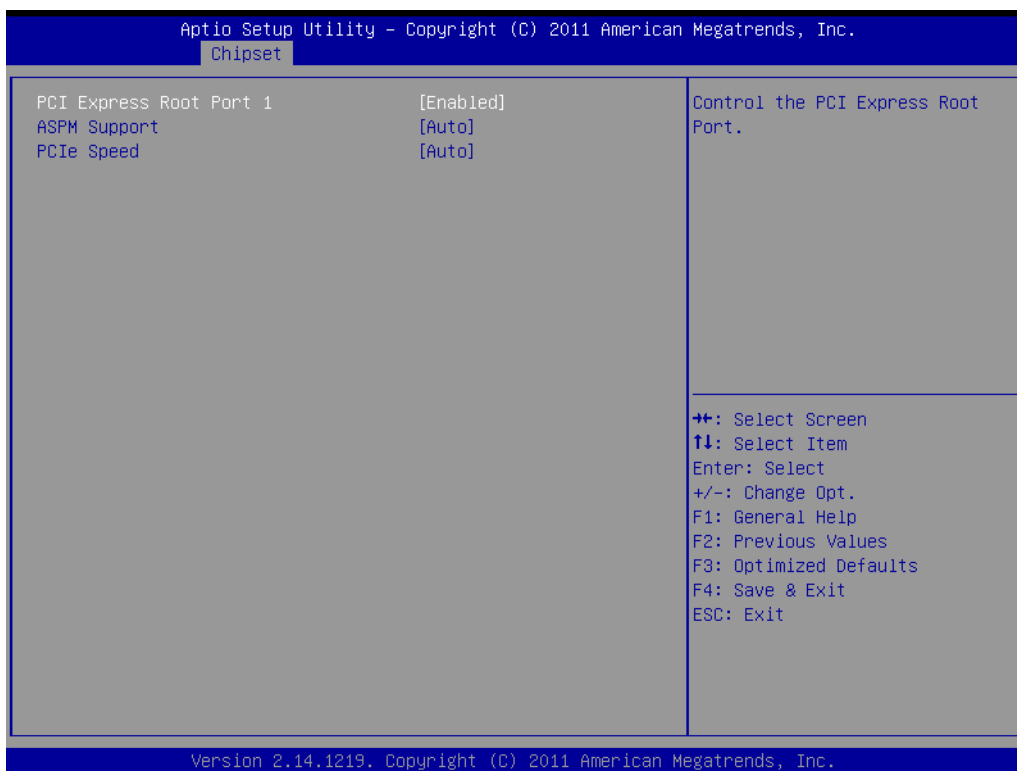 Aptio Setup Utility – Copyright (C) 2011 American Megatrends, Inc.
Chipset
PCI Express Root Port 1 [Enabled]
ASPM Support [Auto]
PCIe Speed [Auto]
Control the PCI Express Root
Port.
→←: Select Screen
↑↓: Select Item
Enter: Select
+/-: Change Opt.
F1: General Help
F2: Previous Values
F3: Optimized Defaults
F4: Save & Exit
ESC: Exit
Version 2.14.1219. Copyright (C) 2011 American Megatrends, Inc.